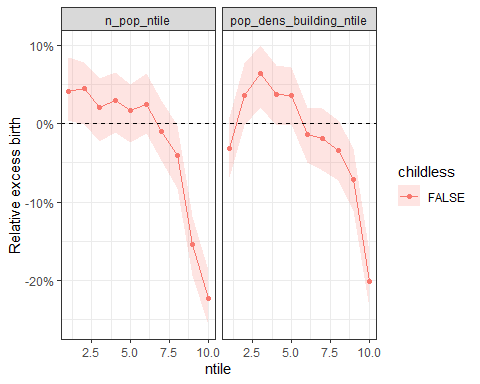 n_pop_ntile
pop_dens_building_ntile
10%
0%
-10%
-20%
Relative excess birth
2.5 5.0 7.5 10.0
2.5 5.0 7.5 10.0
ntile
childless
FALSE